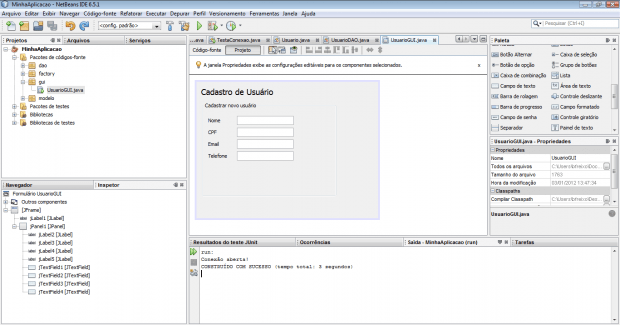 MinhaAplicacao - NetBeans IDE 6.5.1
Arquivo Editar Exibir Navegar Código-Fonte Refatorar Executar Depurar Perfil Versionamento Ferramentas Janela Ajuda
<config. padrão>
Pesquisar (Ctrl+I)
Projetos
Arquivos
Serviços
MinhaAplicacao
Pacotes de códigos-fonte
dao
factory
gui
UsuarioGUI.java
modelo
Pacotes de testes
Bibliotecas
Bibliotecas de testes
Navegador
Inspetor
Formulário UsuarioGUI
Outros componentes
[JFrame]
jLabel1 [JLabel]
jPanel1 [JPanel]
jLabel2 [JLabel]
jLabel3 [JLabel]
jLabel4 [JLabel]
jLabel5 [JLabel]
jTextField1 [JTextField]
jTextField2 [JTextField]
jTextField3 [JTextField]
jTextField4 [JTextField]
TestaConexao.java
Usuario.java
UsuarioDAO.java
UsuarioGUI.java
Código-fonte
Projeto
A janela Propriedades exibe as configurações editáveis para os componentes selecionados.
Cadastro de Usuário
Cadastrar novo usuário
Nome
CPF
Email
Telefone
Resultados do teste JUnit
Ocorrências
Saída - MinhaAplicacao (run)
Tarefas
run:
Conexão aberta!
CONSTRUÍDO COM SUCESSO (tempo total: 3 segundos)
Paleta
Botão Alternar
Caixa de seleção
Botão de opção
Grupo de botões
Caixa de combinação
Lista
Campo de texto
Área de texto
Barra de rolagem
Controle deslizante
Barra de progresso
Campo formatado
Campo de senha
Controle giratório
Separador
Painel de texto
UsuarioGUI.java - Propriedades
Propriedades
Nome
UsuarioGUI
Todos os arquivos
Tamanho do arquivo
1703
Hora da modificação
03/01/2012 13:47:34
Classpaths
Compilar Classpath
UsuarioGUI.java